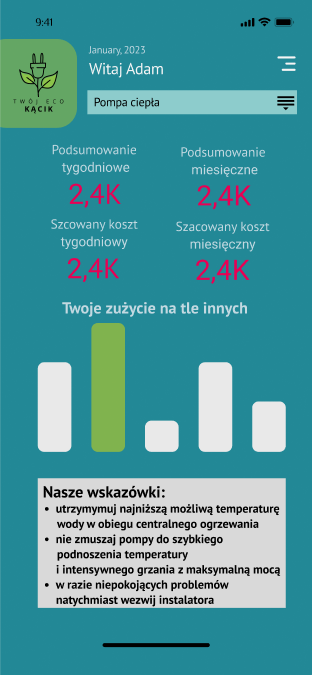 9:41
TWÓJ ECO
KĄCIK
January, 2023
Witaj Adam
Pompa ciepła
Podsumowanie
tygodniowe
2,4K
Podsumowanie
miesięczne
2,4K
Szcowany koszt
tygodniowy
2,4K
Szacowany koszt
miesięczny
2,4K
Twoje zużycie na tle innych
Nasze wskazówki:
• utrzymymuj najniższą możliwą temperaturę
wody w obiegu centralnego ogrzewania
• nie zmuszaj pompy do szybkiego
podnoszenia temperatury
i intensywnego grzania z maksymalną mocą
• w razie niepokojących problemów
natychmiast wezwij instalatora